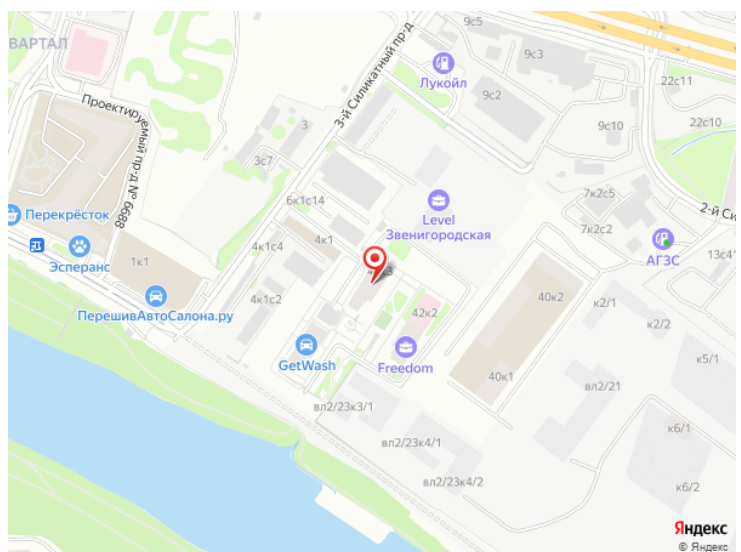 9с5
ВАРТАЛ
3-й Силикатный пр-д
9с3
Лукойл
22с11
9с2
Проектируемый пр-д № 6688
3
9с10
22с10
3с7
7к2с5
6к1с14
Level
Звенигородская
2-й Си
Перекрёсток
7к2с2
4к1с4
4к1
АГЗС
13с41
Эсперанс
1к1
4к1с2
42к2
40к2
к2/1
ПерешивАвтоСалона.ру
к2/2
GetWash
Freedom
к5/1
40к1
вл2/21
вл2/23к3/1
к6/1
вл2/23к4/1
вл2/23к4/2
к6/2
Яндекс
© Яндекс